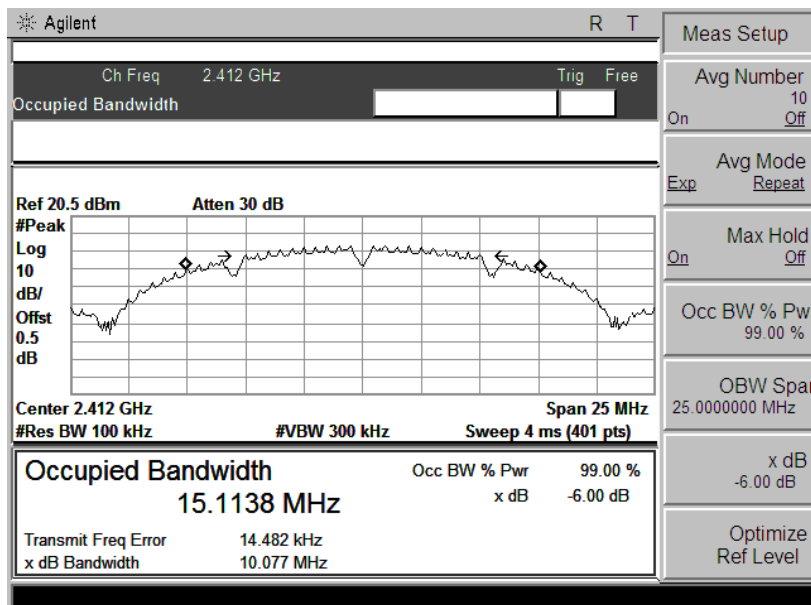 Agilent R T
Ch Freq 2.412 GHz Trig Free
Occupied Bandwidth
Ref 20.5 dBm Atten 30 dB
#Peak
Log
10
dB/
Offst
0.5
dB
Center 2.412 GHz Span 25 MHz
#Res BW 100 kHz #VBW 300 kHz Sweep 4 ms (401 pts)
Occupied Bandwidth Occ BW % Pwr 99.00 %
15.1138 MHz x dB -6.00 dB
Transmit Freq Error 14.482 kHz
x dB Bandwidth 10.077 MHz
Meas Setup
Avg Number
10
On Off
Avg Mode
Exp Repeat
Max Hold
On Off
Occ BW % Pw
99.00 %
OBW Spa
25.0000000 MHz
x dB
-6.00 dB
Optimize
Ref Level